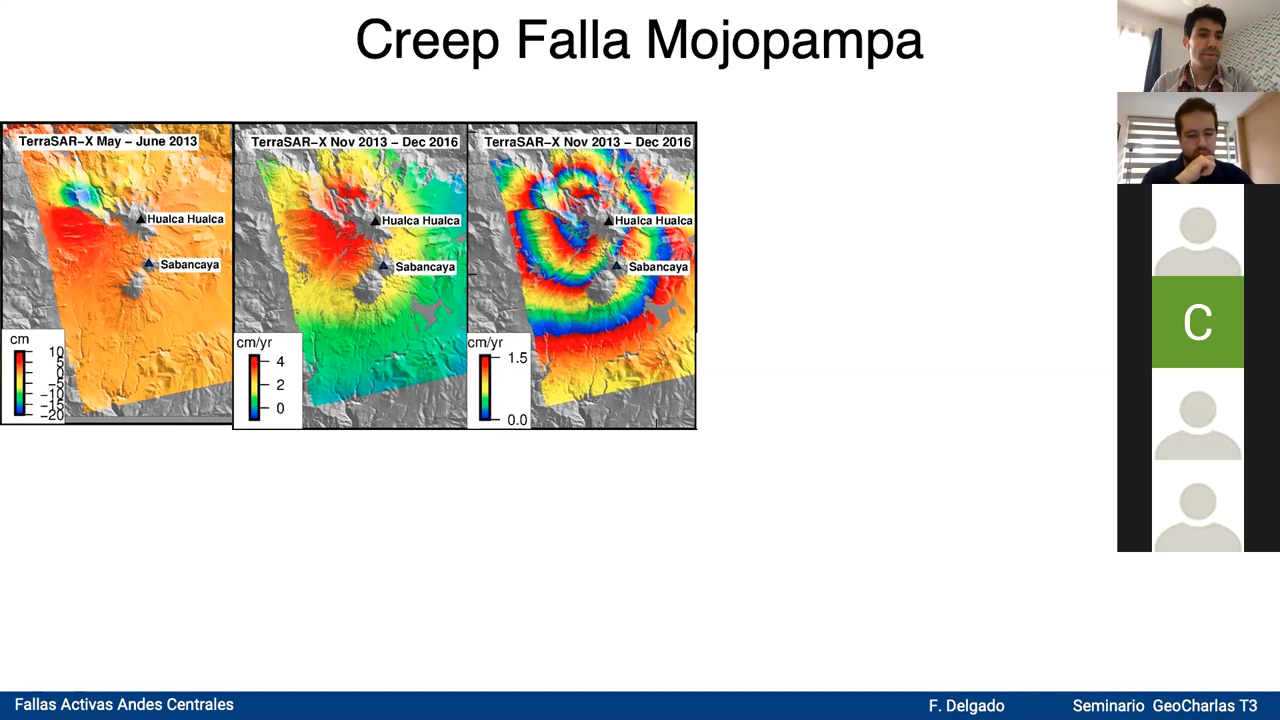 Creep Falla Mojopampa
TerraSAR-X May - June 2013
Hualca Hualca
Sabancaya
cm
10
5
0
-5
-10
-15
-20
TerraSAR-X Nov 2013 - Dec 2016
Hualca Hualca
Sabancaya
cm/yr
4
2
0
TerraSAR-X Nov 2013 - Dec 2016
Hualca Hualca
Sabancaya
cm/yr
1.5
0.0
C
Fallas Activas Andes Centrales
F. Delgado
Seminario GeoCharlas T3